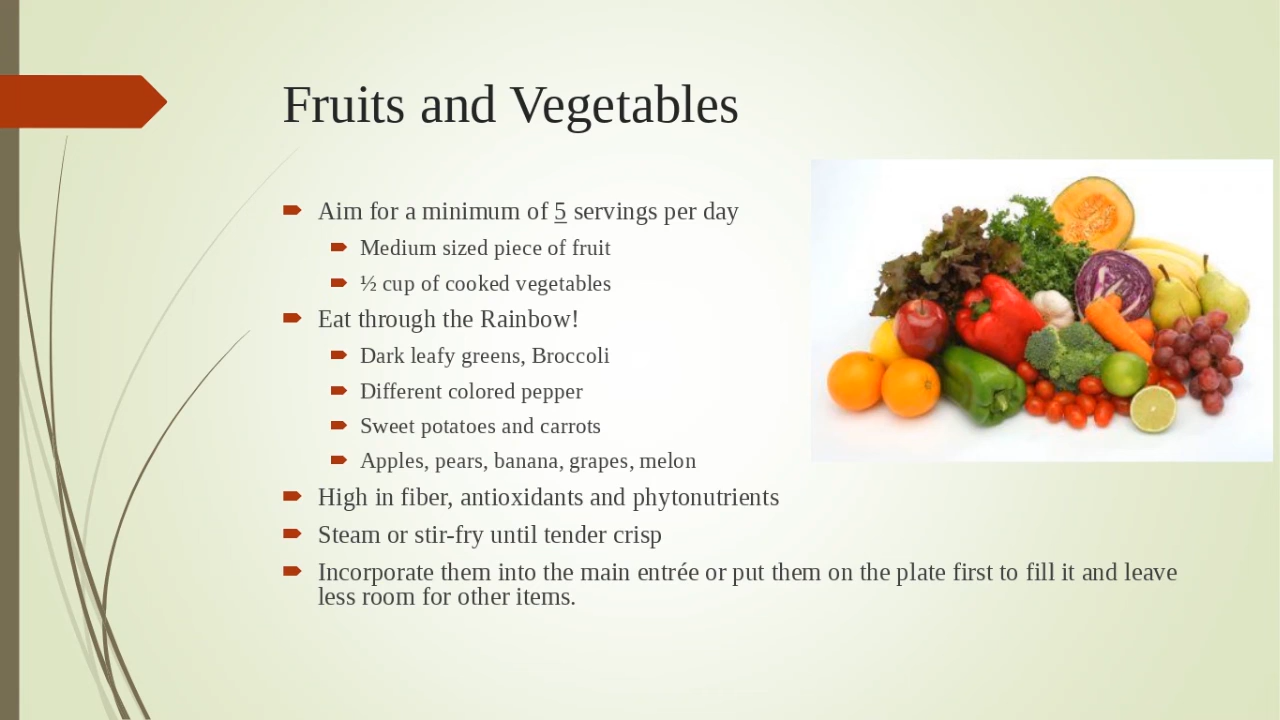 Fruits and Vegetables
Aim for a minimum of 5 servings per day
Medium sized piece of fruit
½ cup of cooked vegetables
Eat through the Rainbow!
Dark leafy greens, Broccoli
Different colored pepper
Sweet potatoes and carrots
Apples, pears, banana, grapes, melon
High in fiber, antioxidants and phytonutrients
Steam or stir-fry until tender crisp
Incorporate them into the main entrée or put them on the plate first to fill it and leave
less room for other items.